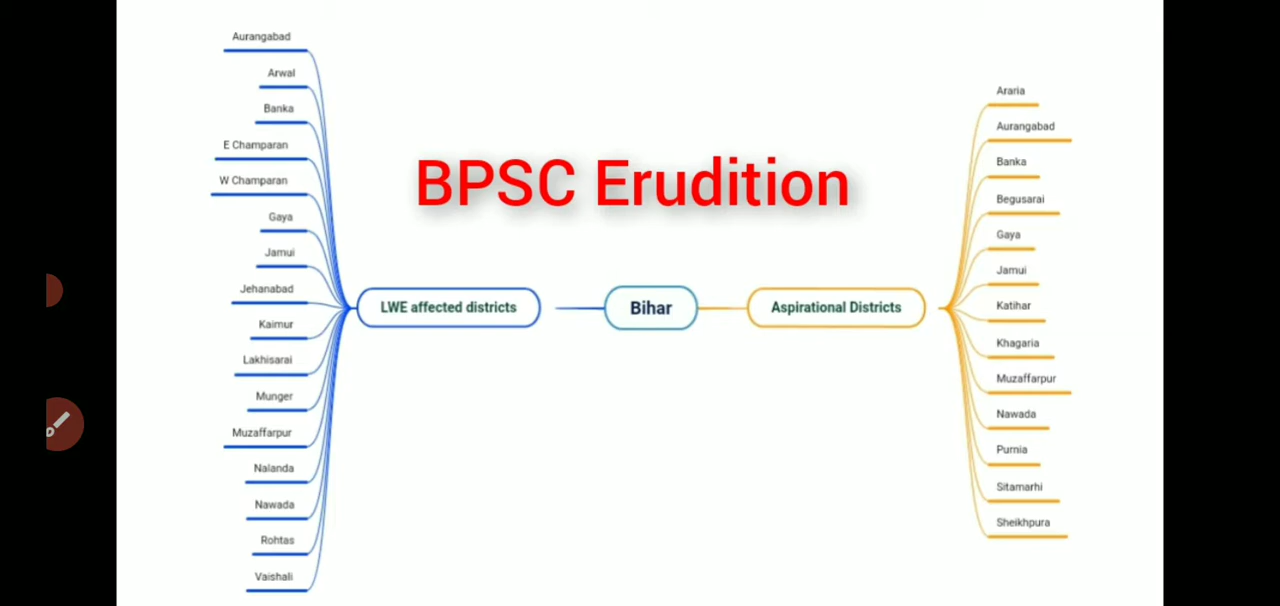 BPSC Erudition
Bihar
LWE affected districts
Aurangabad
Arwal
Banka
E Champaran
W Champaran
Gaya
Jamui
Jehanabad
Kaimur
Lakhisarai
Munger
Muzaffarpur
Nalanda
Nawada
Rohtas
Vaishali
Aspirational Districts
Araria
Aurangabad
Banka
Begusarai
Gaya
Jamui
Katihar
Khagaria
Muzaffarpur
Nawada
Purnia
Sitamarhi
Sheikhpura